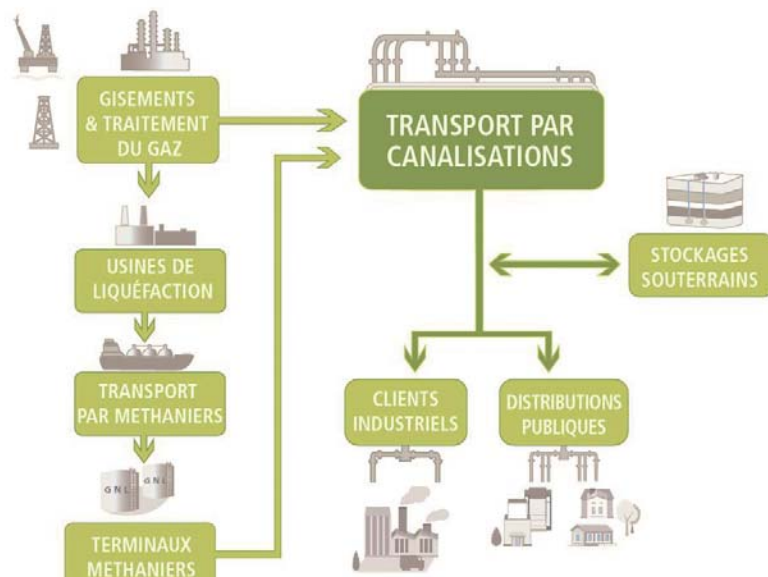 GISEMENTS
& TRAITEMENT
DU GAZ
TRANSPORT PAR
CANALISATIONS
USINES DE
LIQUÉFACTION
STOCKAGES
SOUTERRAINS
TRANSPORT
PAR METHANIERS
CLIENTS
INDUSTRIELS
DISTRIBUTIONS
PUBLIQUES
GNL
GNL
TERMINAUX
METHANIERS